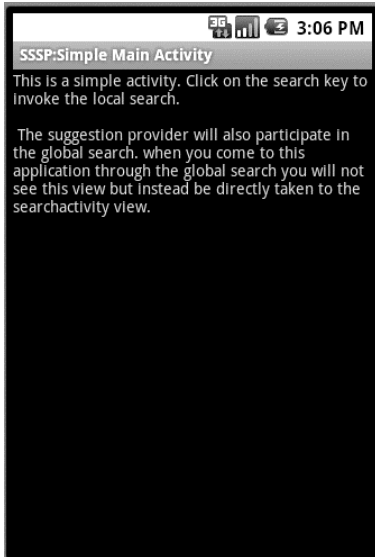 3G 3:06 PM
SSSP:Simple Main Activity
This is a simple activity. Click on the search key to
invoke the local search.
The suggestion provider will also participate in
the global search. when you come to this
application through the global search you will not
see this view but instead be directly taken to the
searchactivity view.